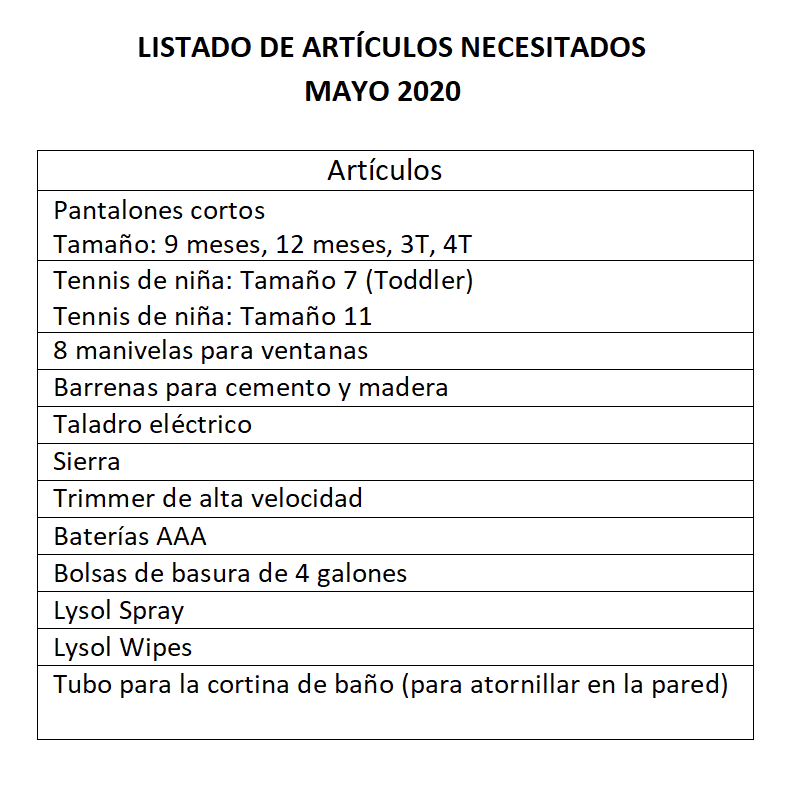 LISTADO DE ARTÍCULOS NECESITADOS
MAYO 2020
Artículos
Pantalones cortos
Tamaño: 9 meses, 12 meses, 3T, 4T
Tennis de niña: Tamaño 7 (Toddler)
Tennis de niña: Tamaño 11
8 manivelas para ventanas
Barrenas para cemento y madera
Taladro eléctrico
Sierra
Trimmer de alta velocidad
Baterías AAA
Bolsas de basura de 4 galones
Lysol Spray
Lysol Wipes
Tubo para la cortina de baño (para atornillar en la pared)